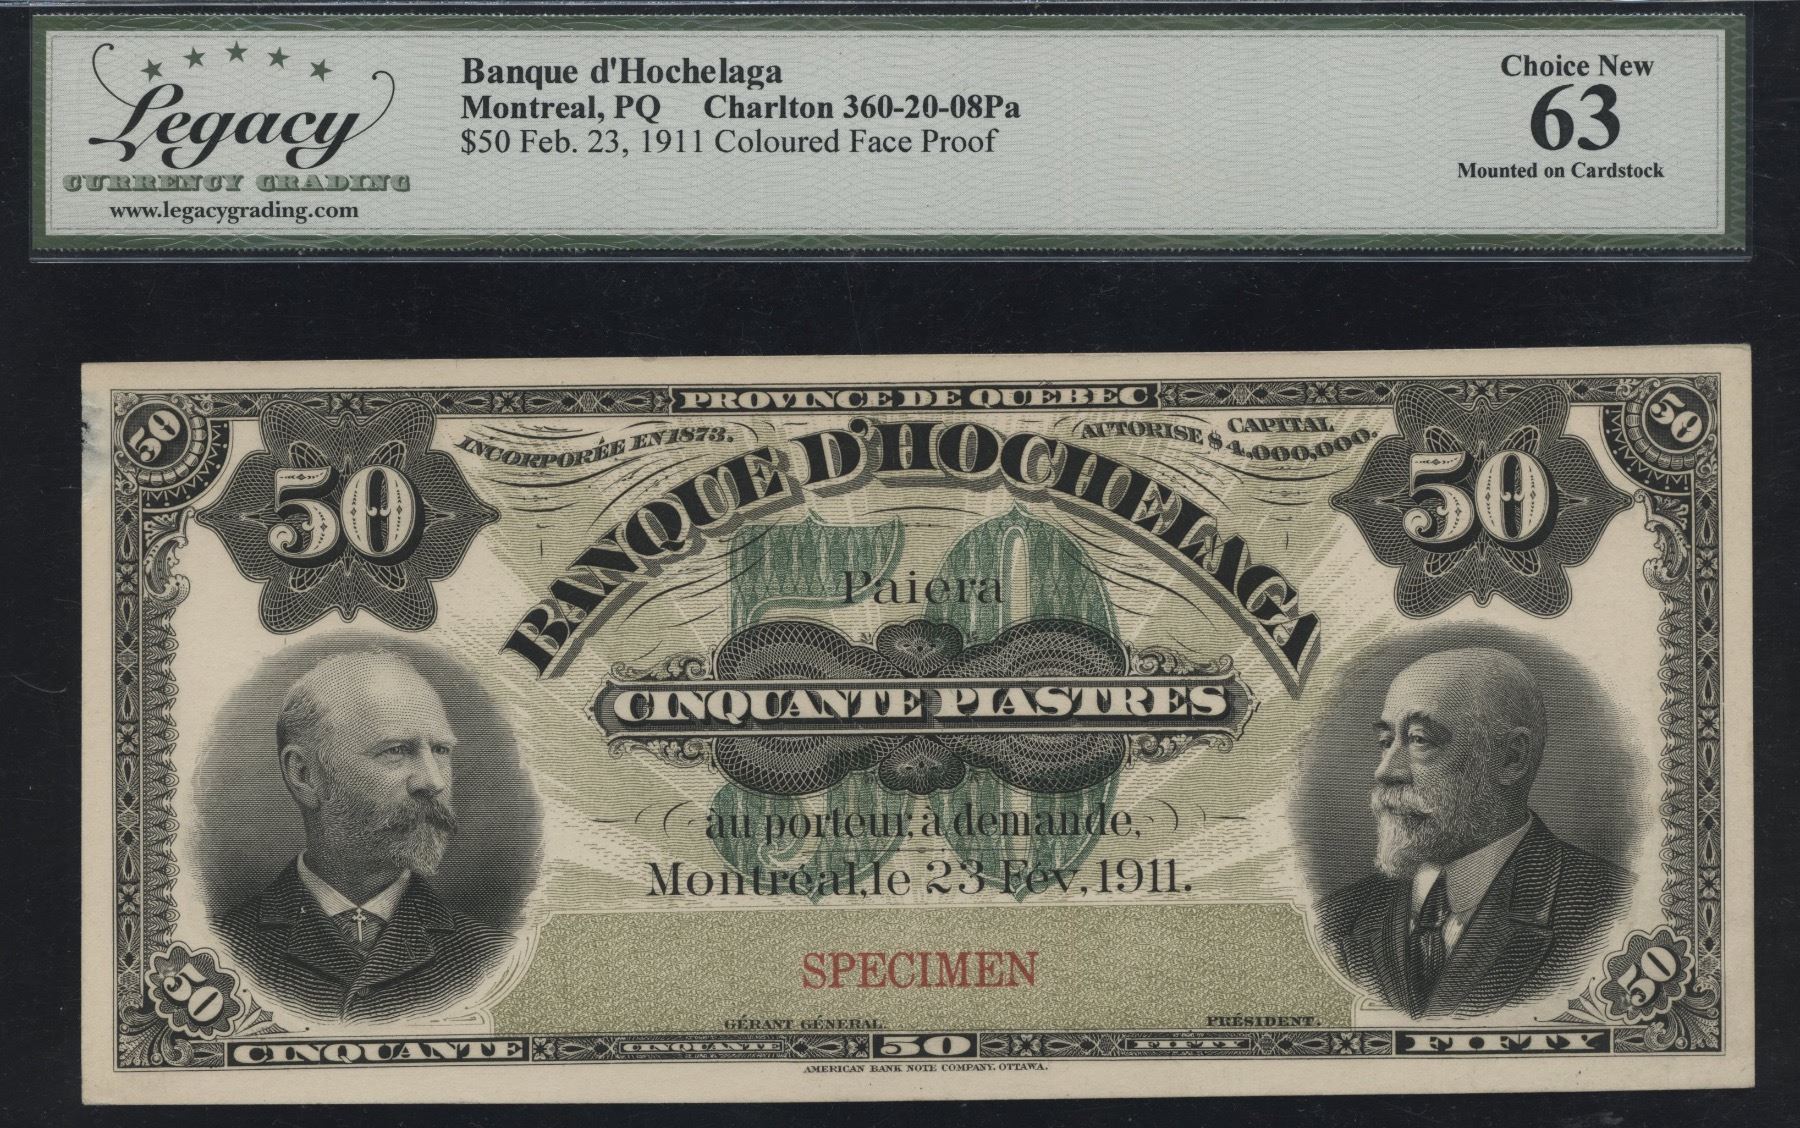 Legacy
CURRENCY GRADING
www.legacygrading.com
Banque d'Hochelaga
Montreal, PQ Charlton 360-20-08Pa
$50 Feb. 23, 1911 Coloured Face Proof
Choice New
63
Mounted on Cardstock
PROVINCE DE QUEBEC
50
50
INCORPORÉE EN 1873.
CAPITAL
AUTORISE $4,000,000.
50
50
BANQUE D'HOCHELAGA
50
Paiera
CINQUANTE PIASTRES
au porteur, à demande,
Montréal, le 23 Fév, 1911.
SPECIMEN
50
50
GÉRANT GÉNÉRAL.
PRÉSIDENT.
CINQUANTE CINQUANTE 50 FIFTY FIFTY
AMERICAN BANK NOTE COMPANY, OTTAWA.